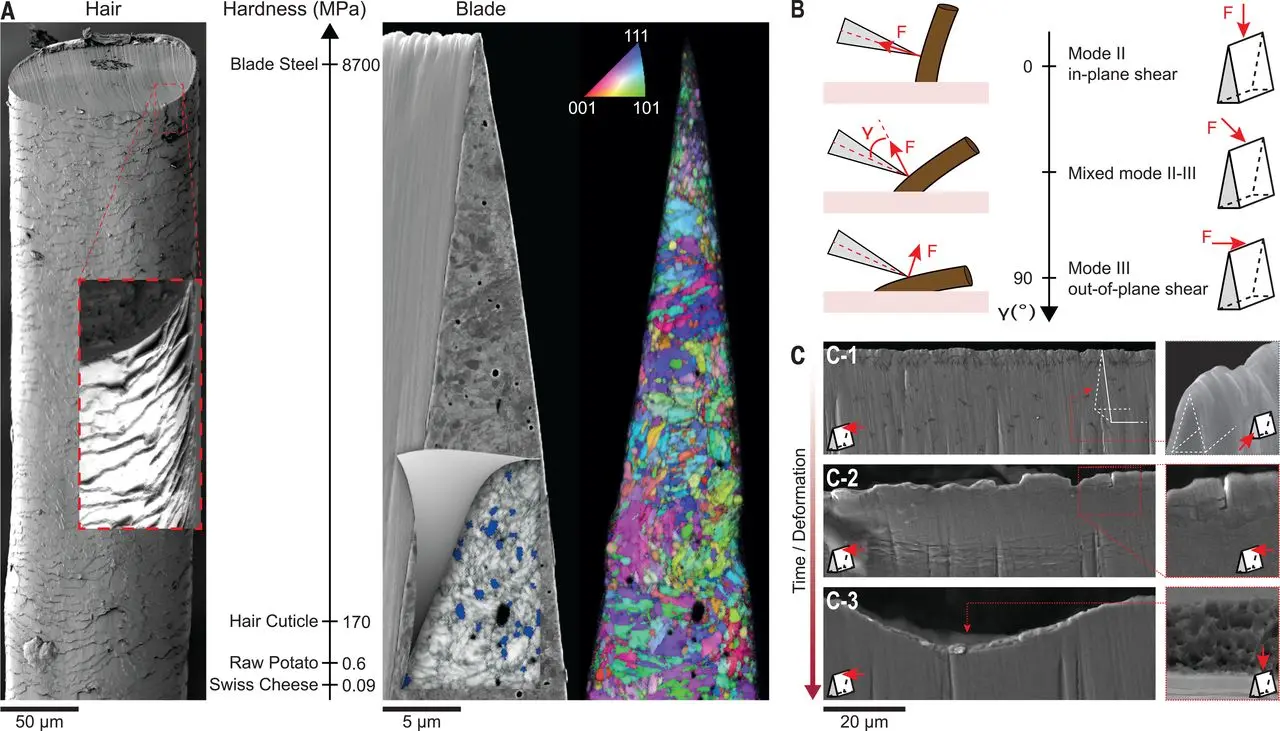 A
Hair
Hardness (MPa)
Blade
Blade Steel 8700
Hair Cuticle 170
Raw Potato 0.6
Swiss Cheese 0.09
111
001
101
50 µm
5 µm
B
F
γ
F
F
0
Mode II
in-plane shear
Mixed mode II-III
90
Mode III
out-of-plane shear
γ(°)
F
F
F
C-1
C-2
C-3
Time / Deformation
20 µm